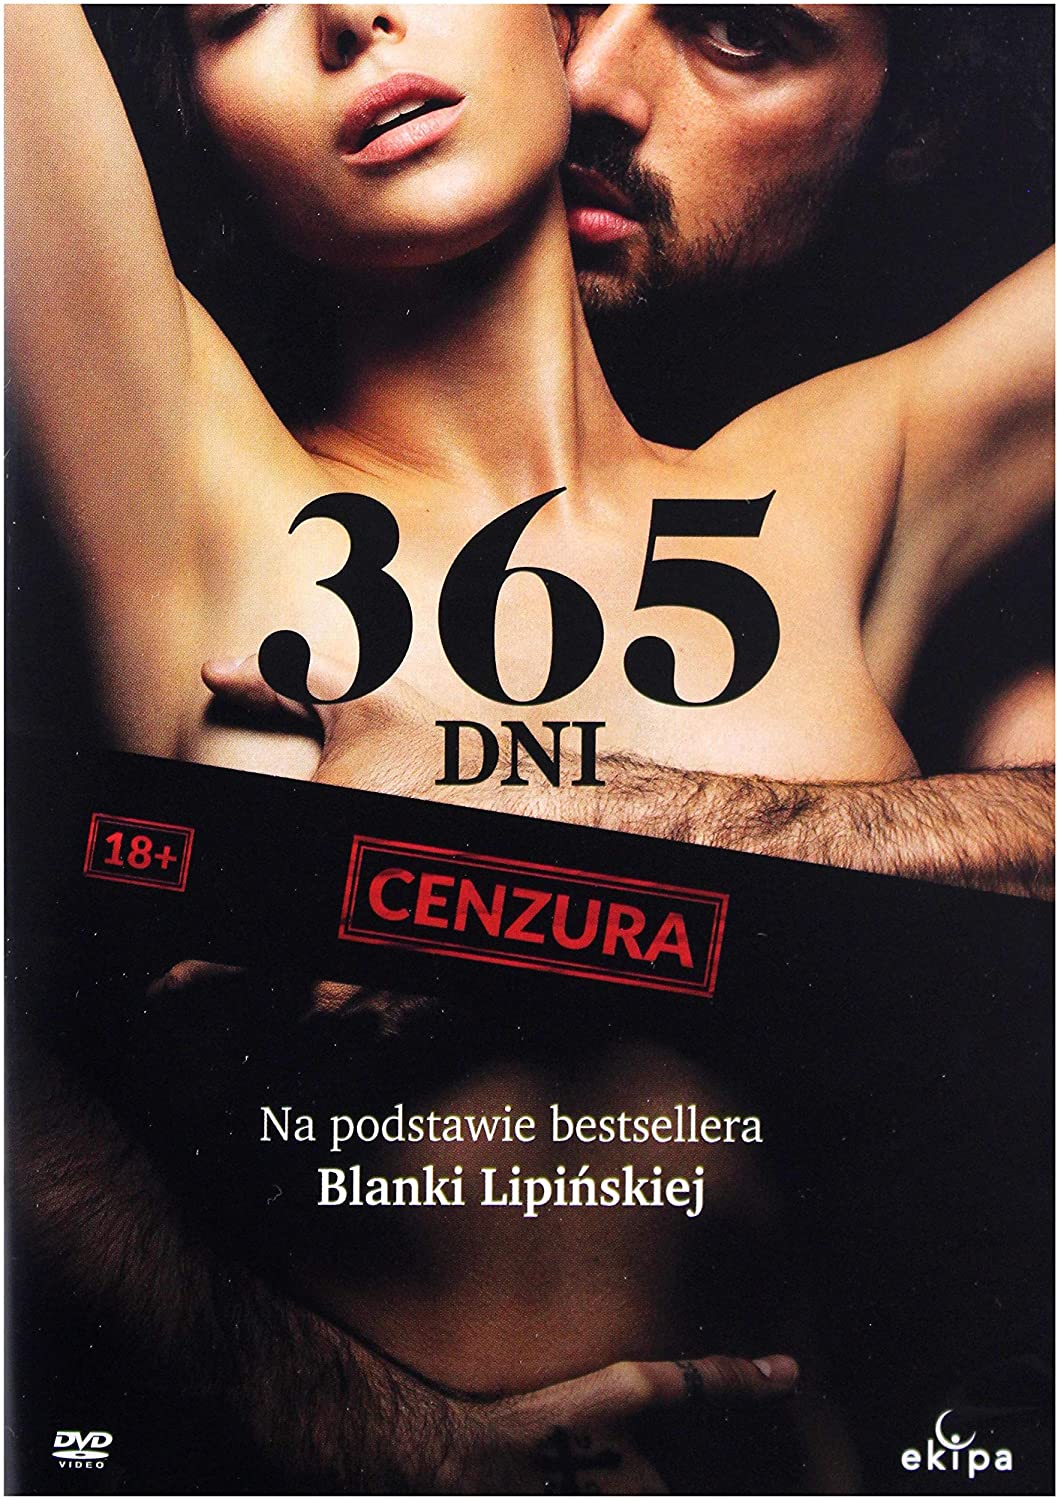 365
DNI
18+
CENZURA
Na podstawie bestsellera
Blanki Lipińskiej
DVD
VIDEO
ekipa